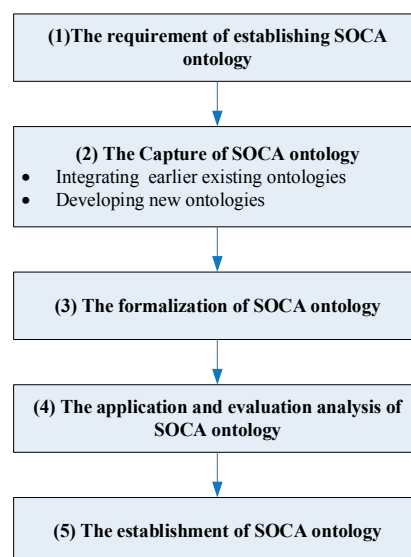 (1)The requirement of establishing SOCA
ontology
(2) The Capture of SOCA ontology
• Integrating earlier existing ontologies
• Developing new ontologies
(3) The formalization of SOCA ontology
(4) The application and evaluation analysis of
SOCA ontology
(5) The establishment of SOCA ontology